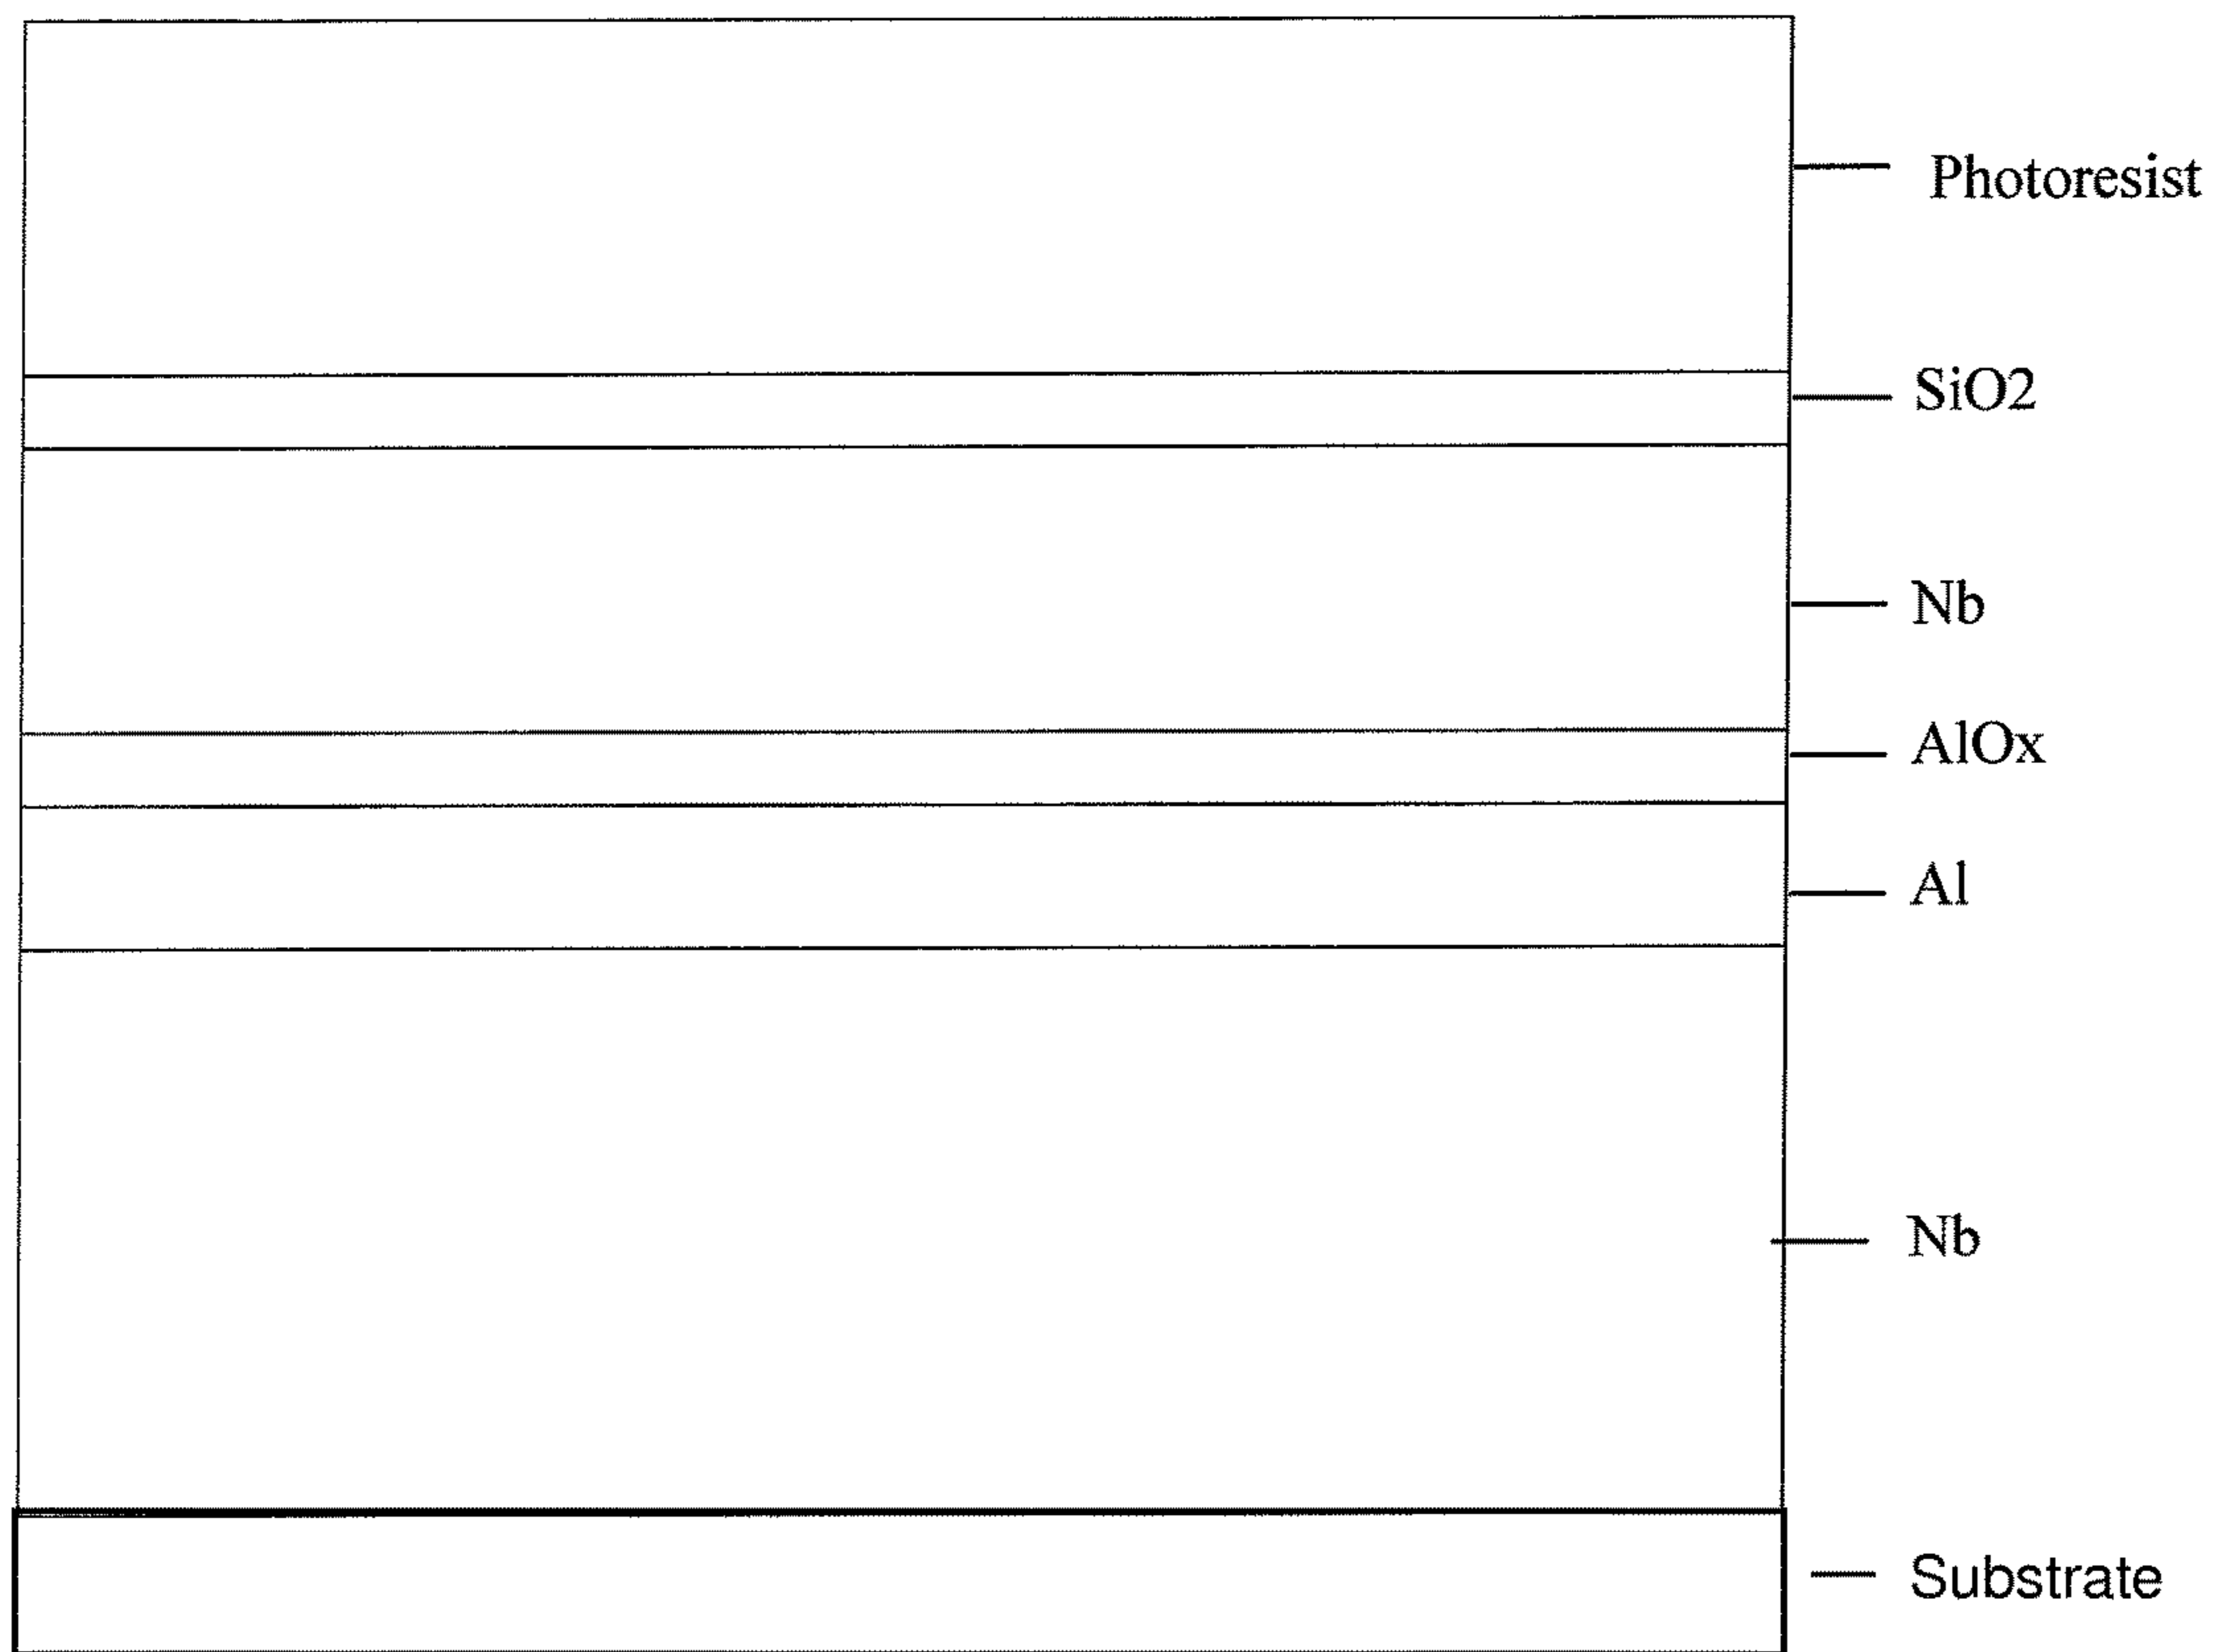 Photoresist
SiO2
Nb
AlOx
Al
Nb
Substrate